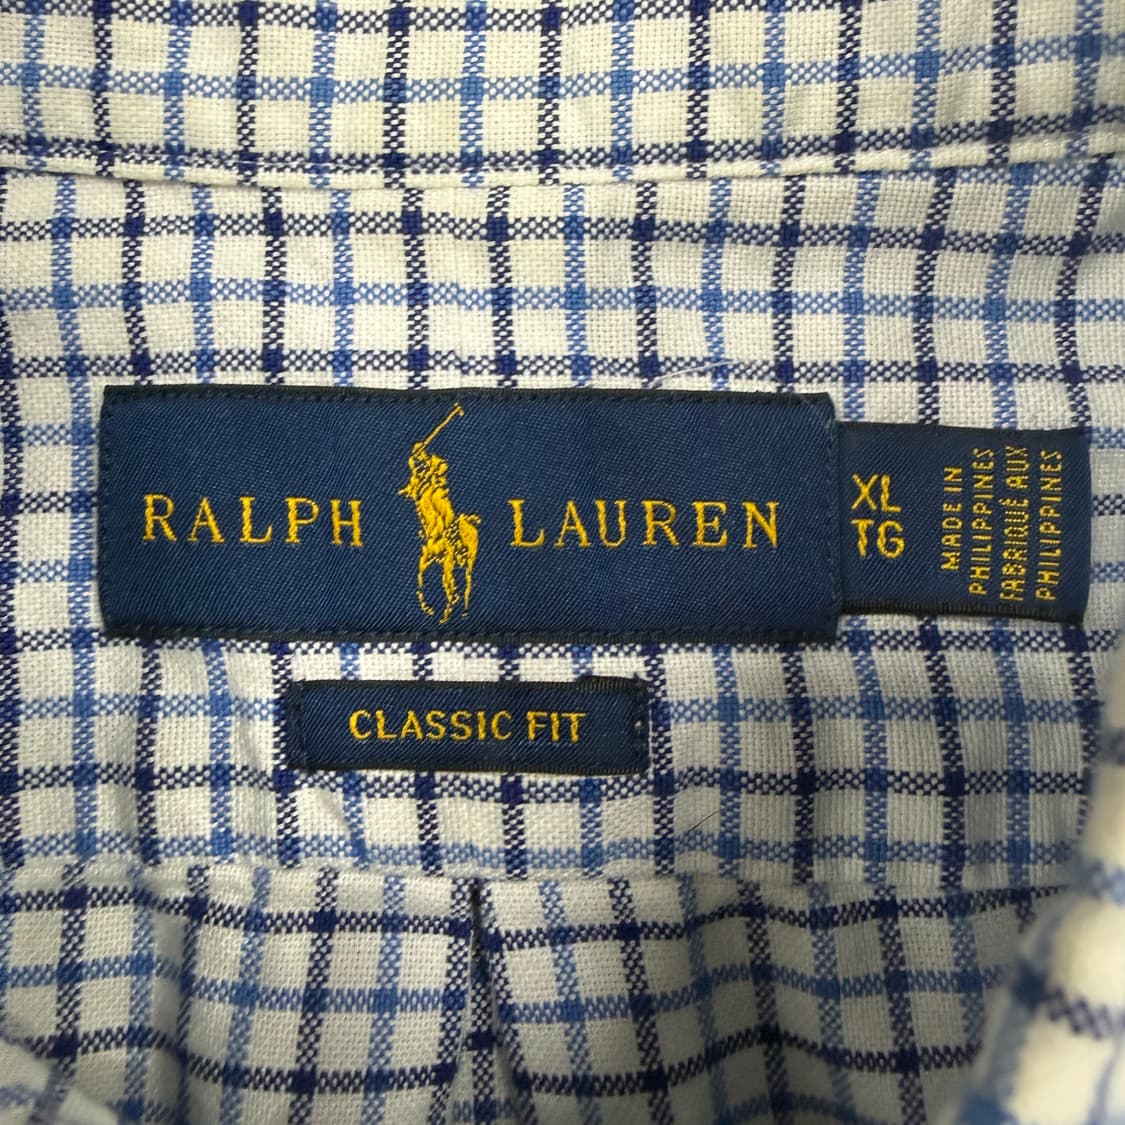 RALPH LAUREN
XL
TG
MADE IN
PHILIPPINES
FABRIQUÉ AUX
PHILIPPINES
CLASSIC FIT